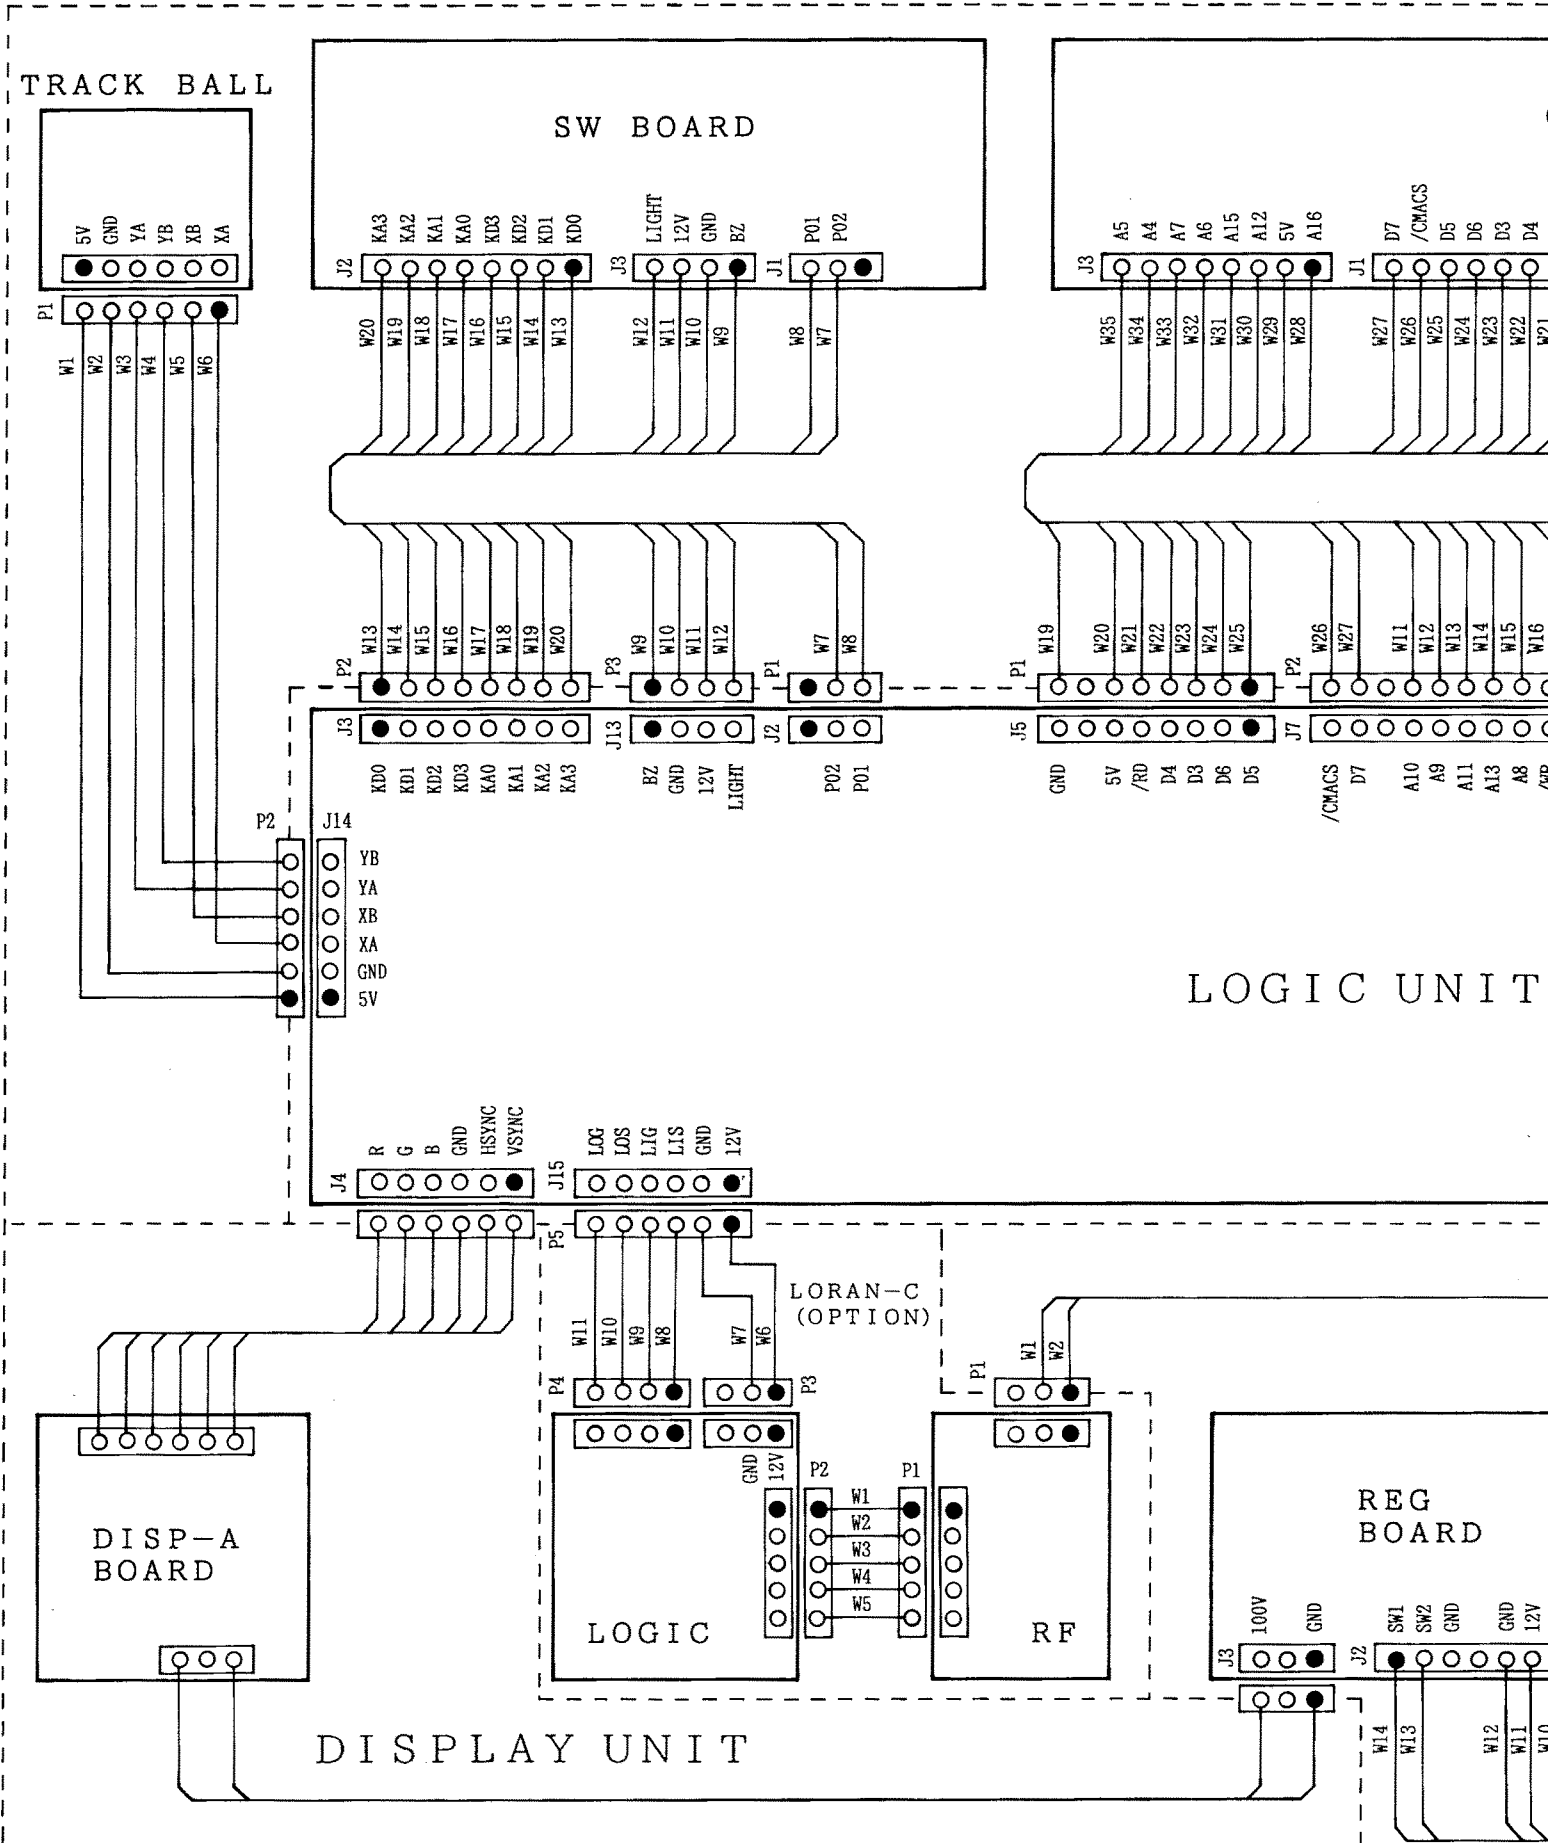 TRACK BALL
5V GND YA YB XB XA
P1
W1 W2 W3 W4 W5 W6
SW BOARD
J2 KA3 KA2 KA1 KA0 KD3 KD2 KD1 KD0
J3 LIGHT 12V GND BZ
J1 P01 P02
W20 W19 W18 W17 W16 W15 W14 W13
W12 W11 W10 W9
W8 W7
J3 A5 A4 A7 A6 A15 A12 5V A16
J1 D7 /CMACS D5 D6 D3 D4
W35 W34 W33 W32 W31 W30 W29 W28
W27 W26 W25 W24 W23 W22 W21
P2 W13 W14 W15 W16 W17 W18 W19 W20
P3 W9 W10 W11 W12
P1 W7 W8
P1 W19 W20 W21 W22 W23 W24 W25
P2 W26 W27 W11 W12 W13 W14 W15 W16
J3 KD0 KD1 KD2 KD3 KA0 KA1 KA2 KA3
J13 BZ GND 12V LIGHT
J2 P02 P01
J5 GND 5V /RD D4 D3 D6 D5
J7 /CMACS D7 A10 A9 A11 A13 A8
P2 J14
YB
YA
XB
XA
GND
5V
LOGIC UNIT
J4 R G B GND HSYNC VSYNC
J15 LOG LOS LIG LIS GND 12V
P5
LORAN-C
(OPTION)
W11 W10 W9 W8 W7 W6
P4 P3
P1 W1 W2
GND 12V
P2 P1
W1
W2
W3
W4
W5
DISP-A
BOARD
LOGIC
RF
REG
BOARD
J3 100V GND
J2 SW1 SW2 GND GND 12V
W14 W13 W12 W11 W10
DISPLAY UNIT